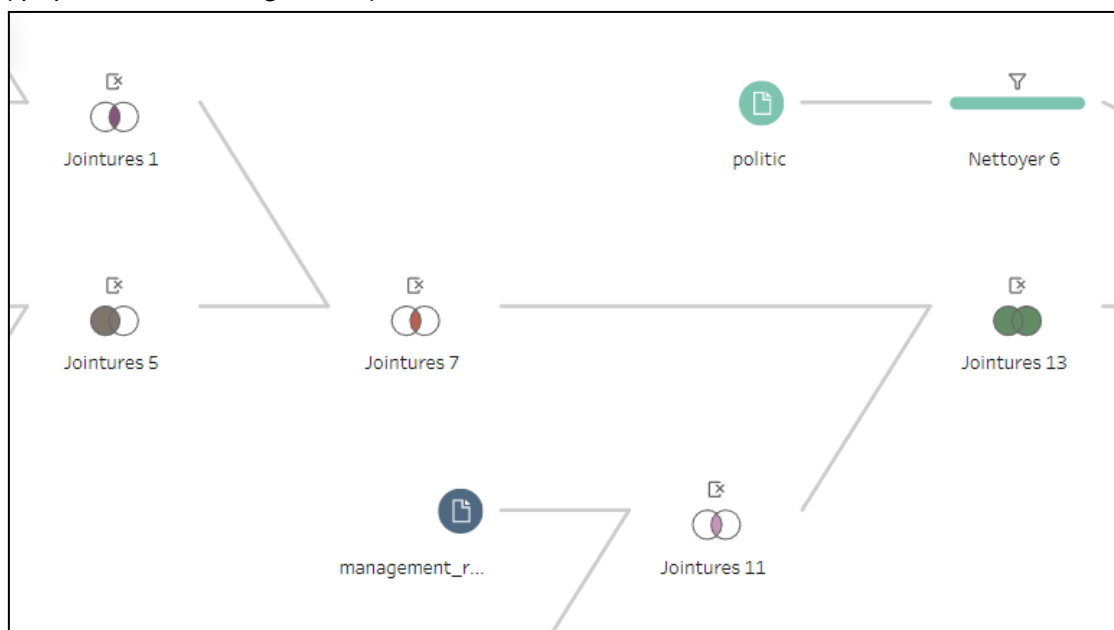 Jointures 1
politic
Nettoyer 6
Jointures 5
Jointures 7
Jointures 13
management_r...
Jointures 11